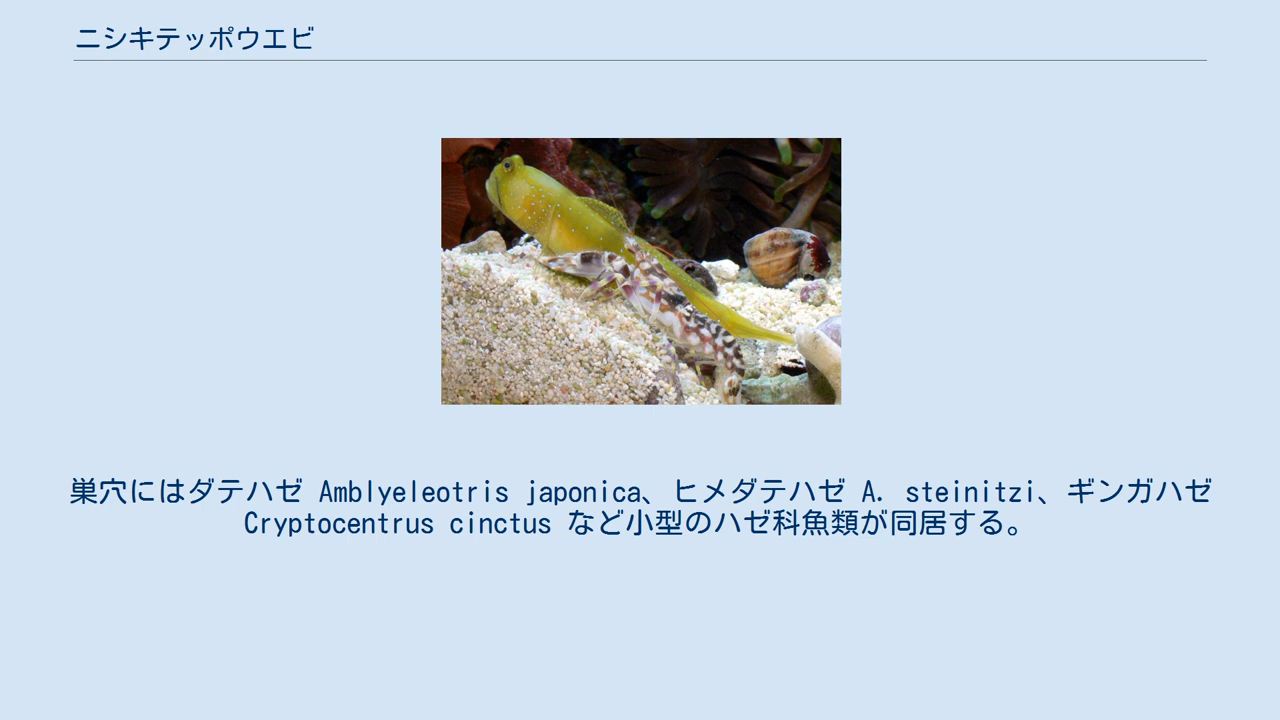 ニシキテッポウエビ
巣穴にはダテハゼ Amblyeleotris japonica、ヒメダテハゼ A. steinitzi、ギンガハゼ
Cryptocentrus cinctus など小型のハゼ科魚類が同居する。